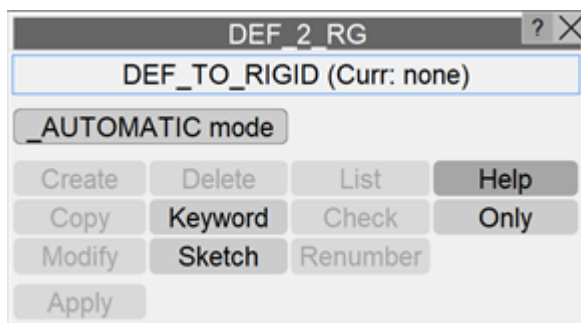 DEF_2_RG ? X
DEF_TO_RIGID (Curr: none)
_AUTOMATIC mode
Create Delete List Help
Copy Keyword Check Only
Modify Sketch Renumber
Apply